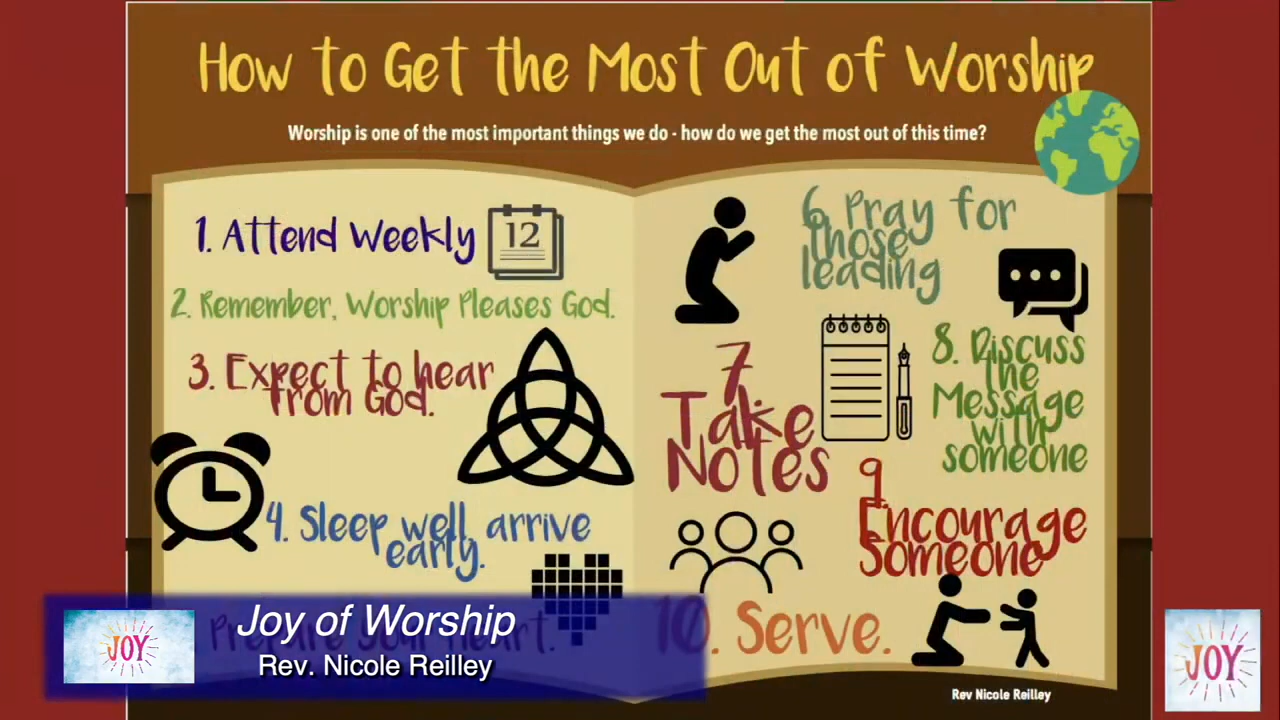 How to Get the Most Out of Worship
Worship is one of the most important things we do - how do we get the most out of this time?
1. Attend Weekly
12
2. Remember, Worship Pleases God.
3. Expect to hear
from God.
4. Sleep well, arrive
early.
Prepare your heart.
6. Pray for
those
leading
7.
Take
Notes
8. Discuss
the
Message
with
someone
9.
Encourage
Someone
10. Serve.
Rev Nicole Reilley
JOY
Joy of Worship
Rev. Nicole Reilley
JOY